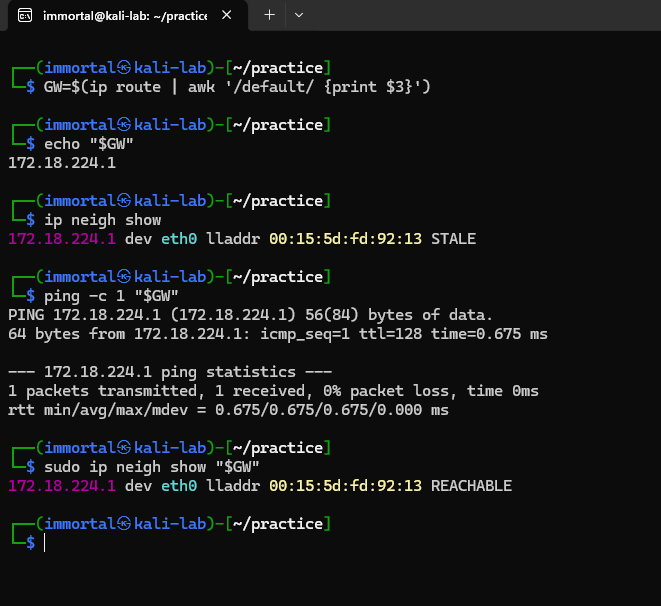 immortal@kali-lab: ~/practice
┌──(immortal㉿kali-lab)-[~/practice]
└─$ GW=$(ip route | awk '/default/ {print $3}')
┌──(immortal㉿kali-lab)-[~/practice]
└─$ echo "$GW"
172.18.224.1
┌──(immortal㉿kali-lab)-[~/practice]
└─$ ip neigh show
172.18.224.1 dev eth0 lladdr 00:15:5d:fd:92:13 STALE
┌──(immortal㉿kali-lab)-[~/practice]
└─$ ping -c 1 "$GW"
PING 172.18.224.1 (172.18.224.1) 56(84) bytes of data.
64 bytes from 172.18.224.1: icmp_seq=1 ttl=128 time=0.675 ms
--- 172.18.224.1 ping statistics ---
1 packets transmitted, 1 received, 0% packet loss, time 0ms
rtt min/avg/max/mdev = 0.675/0.675/0.675/0.000 ms
┌──(immortal㉿kali-lab)-[~/practice]
└─$ sudo ip neigh show "$GW"
172.18.224.1 dev eth0 lladdr 00:15:5d:fd:92:13 REACHABLE
┌──(immortal㉿kali-lab)-[~/practice]
└─$